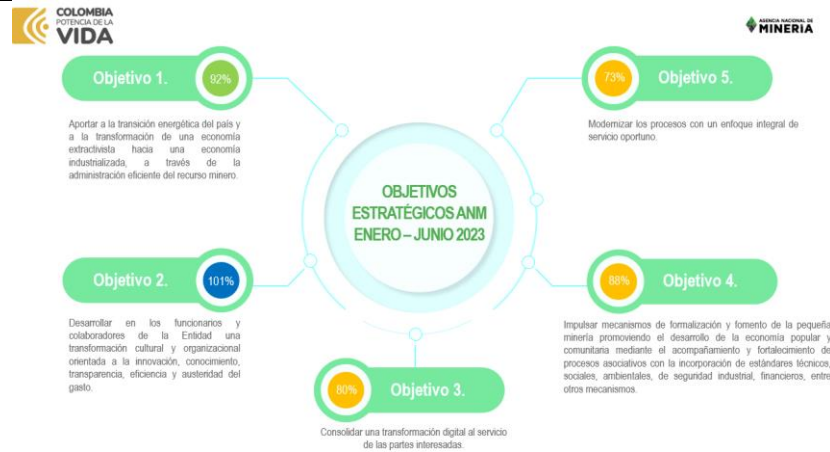 COLOMBIA
POTENCIA DE LA
VIDA
AGENCIA NACIONAL DE
MINERÍA
Objetivo 1.
92%
Aportar a la transición energética del país y
a la transformación de una economía
extractivista hacia una economía
industrializada, a través de la
administración eficiente del recurso minero.
73%
Objetivo 5.
Modernizar los procesos con un enfoque integral de
servicio oportuno.
OBJETIVOS
ESTRATÉGICOS ANM
ENERO – JUNIO 2023
Objetivo 2.
101%
Desarrollar en los funcionarios y
colaboradores de la Entidad una
transformación cultural y organizacional
orientada a la innovación, conocimiento,
transparencia, eficiencia y austeridad del
gasto.
88%
Objetivo 4.
Impulsar mecanismos de formalización y fomento de la pequeña
minería promoviendo el desarrollo de la economía popular y
comunitaria mediante el acompañamiento y fortalecimiento de
procesos asociativos con la incorporación de estándares técnicos,
sociales, ambientales, de seguridad industrial, financieros, entre
otros mecanismos.
80%
Objetivo 3.
Consolidar una transformación digital al servicio
de las partes interesadas.